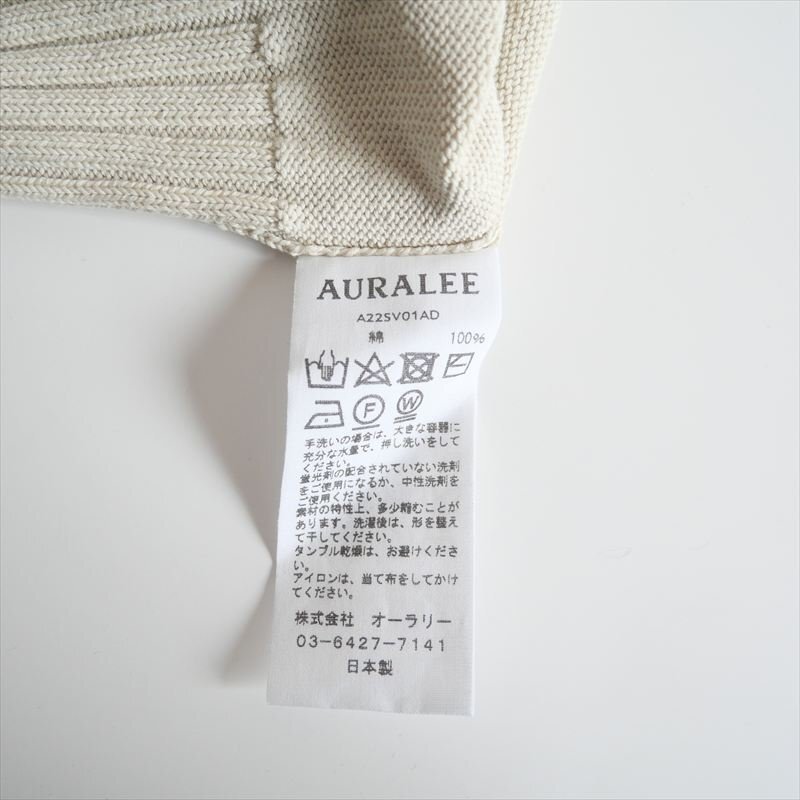 AURALEE
A22SV01AD
綿 100%
F W
手洗いの場合は、大きな容器に
充分な水量で、押し洗いをして
ください。
蛍光剤の配合されていない洗剤
をご使用になるか、中性洗剤を
ご使用ください。
素材の特性上、多少縮むことが
あります。洗濯後は、形を整え
て干してください。
タンブル乾燥は、お避けくださ
い。
アイロンは、当て布をしてかけ
てください。
株式会社 オーラリー
03-6427-7141
日本製